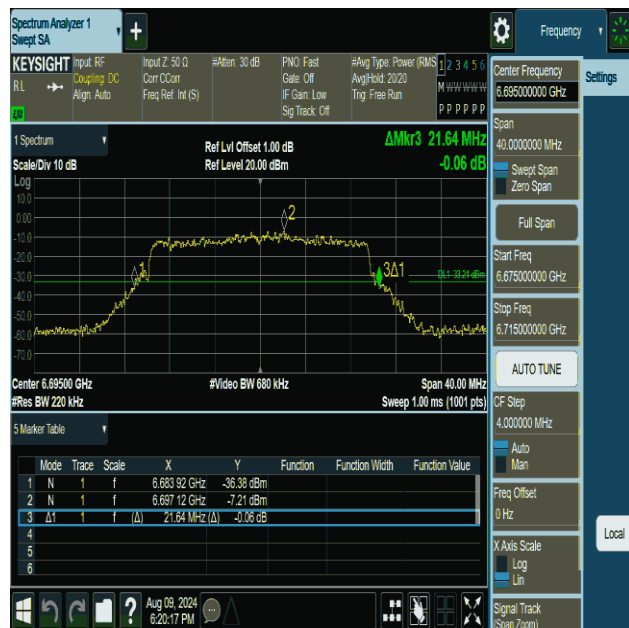 Spectrum Analyzer 1
Swept SA
+
Frequency
KEYSIGHT
RL
Input: RF
Coupling: DC
Align: Auto
Input Z: 50 Ω
Corr CCorr
Freq Ref: Int (S)
#Atten: 30 dB
PNO: Fast
Gate: Off
IF Gain: Low
Sig Track: Off
#Avg Type: Power (RMS
Avg|Hold: 20/20
Trig: Free Run
1 2 3 4 5 6
M W W W W W
P P P P P P
1 Spectrum
Scale/Div 10 dB
Ref Lvl Offset 1.00 dB
Ref Level 20.00 dBm
ΔMkr3 21.64 MHz
-0.06 dB
Log
10.0
0.00
-10.0
-20.0
-30.0
-40.0
-50.0
-60.0
-70.0
1
2
3Δ1
DL1 -33.21 dBm
Center 6.69500 GHz
#Res BW 220 kHz
#Video BW 680 kHz
Span 40.00 MHz
Sweep 1.00 ms (1001 pts)
5 Marker Table
Mode Trace Scale X Y Function Function Width Function Value
1 N 1 f 6.683 92 GHz -36.38 dBm
2 N 1 f 6.697 12 GHz -7.21 dBm
3 Δ1 1 f (Δ) 21.64 MHz (Δ) -0.06 dB
4
5
6
Center Frequency
6.695000000 GHz
Span
40.0000000 MHz
Swept Span
Zero Span
Full Span
Start Freq
6.675000000 GHz
Stop Freq
6.715000000 GHz
AUTO TUNE
CF Step
4.000000 MHz
Auto
Man
Freq Offset
0 Hz
X Axis Scale
Log
Lin
Signal Track
(Span Zoom)
Settings
Local
?
Aug 09, 2024
6:20:17 PM